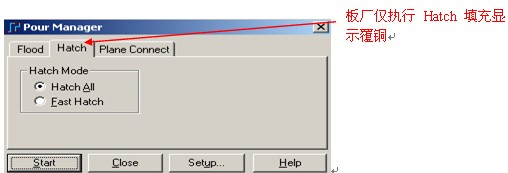 Pour Manager
板厂仅执行 Hatch 填充显
示覆铜
Flood Hatch Plane Connect
Hatch Mode
Hatch All
Fast Hatch
Start Close Setup... Help